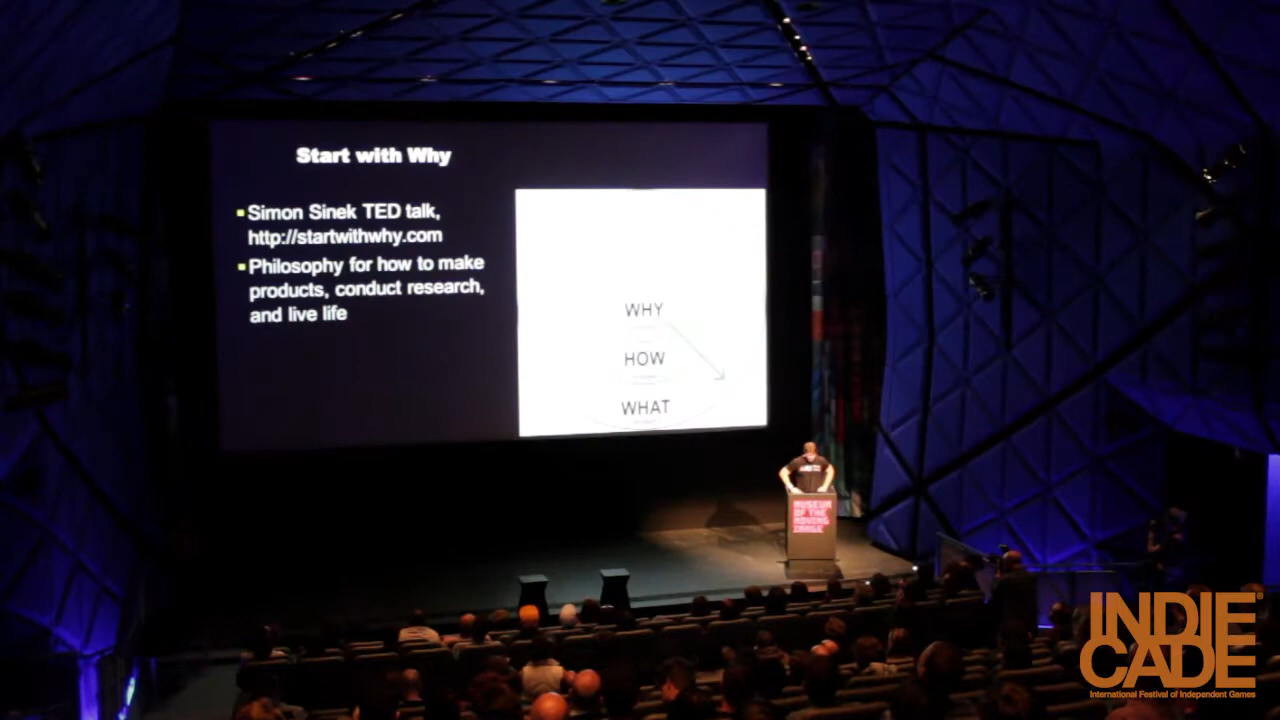 Start with Why
▪Simon Sinek TED talk,
http://startwithwhy.com
▪Philosophy for how to make
products, conduct research,
and live life
WHY
HOW
WHAT
MUSEUM
OF THE
MOVING
IMAGE
INDIE
CADE®
International Festival of Independent Games